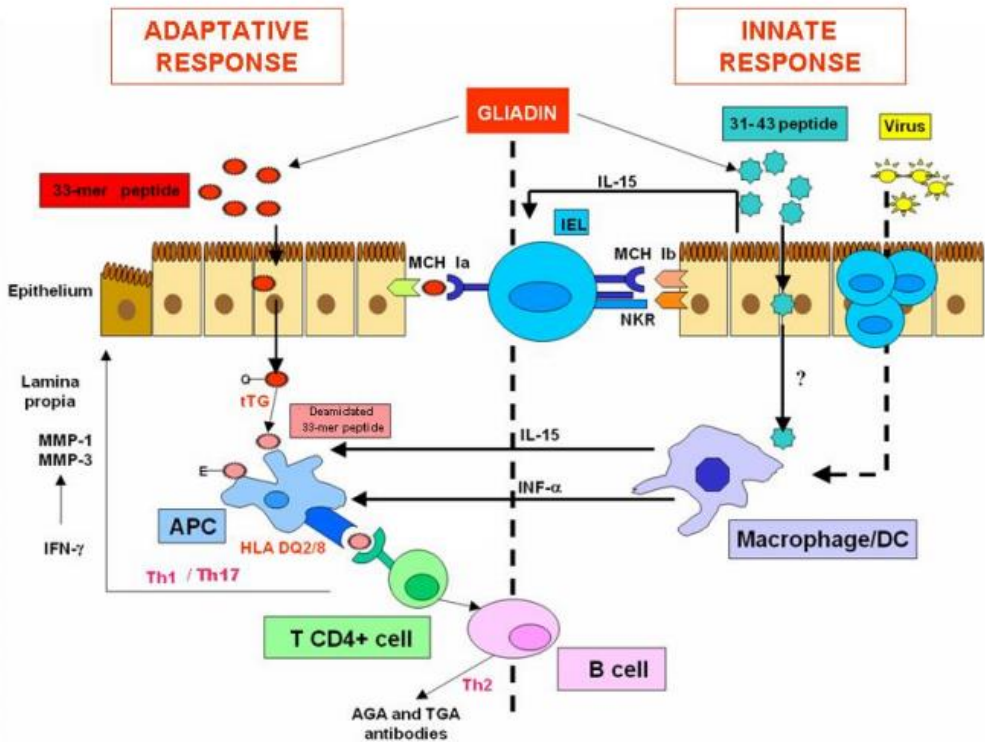 ADAPTATIVE
RESPONSE
INNATE
RESPONSE
GLIADIN
31-43 peptide
Virus
33-mer peptide
IL-15
IEL
MCH Ia
MCH Ib
Epithelium
NKR
Lamina
propia
?
Q
tTG
Deamidated
33-mer peptide
MMP-1
MMP-3
IL-15
E
INF-α
APC
Macrophage/DC
HLA DQ2/8
IFN-γ
Th1 / Th17
T CD4+ cell
B cell
Th2
AGA and TGA
antibodies